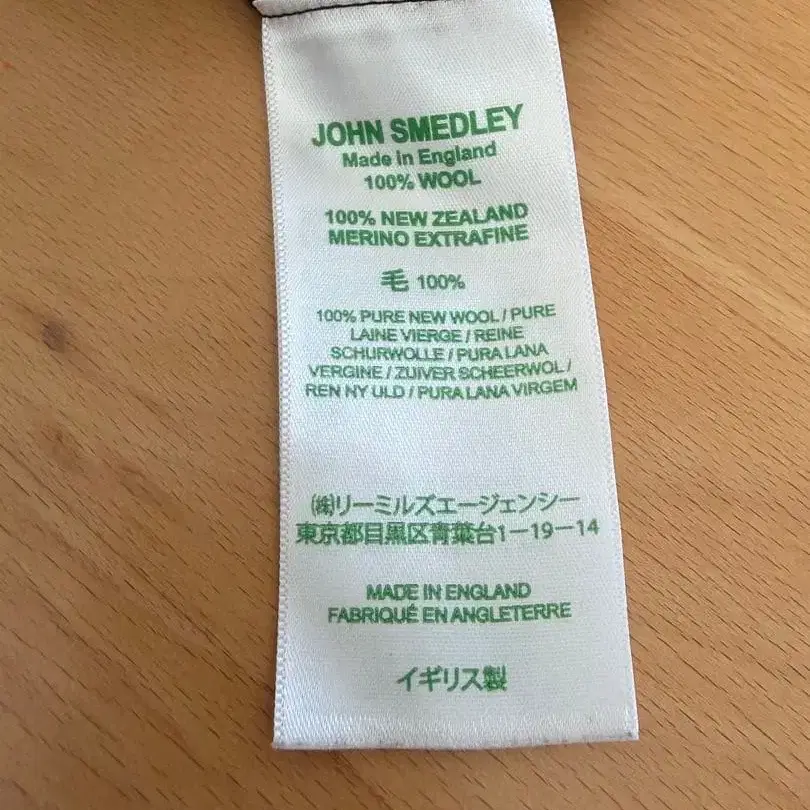 JOHN SMEDLEY
Made in England
100% WOOL
100% NEW ZEALAND
MERINO EXTRAFINE
毛 100%
100% PURE NEW WOOL / PURE
LAINE VIERGE / REINE
SCHURWOLLE / PURA LANA
VERGINE / ZUIVER SCHEERWOL /
REN NY ULD / PURA LANA VIRGEM
㈱リーミルズエージェンシー
東京都目黒区青葉台1-19-14
MADE IN ENGLAND
FABRIQUÉ EN ANGLETERRE
イギリス製